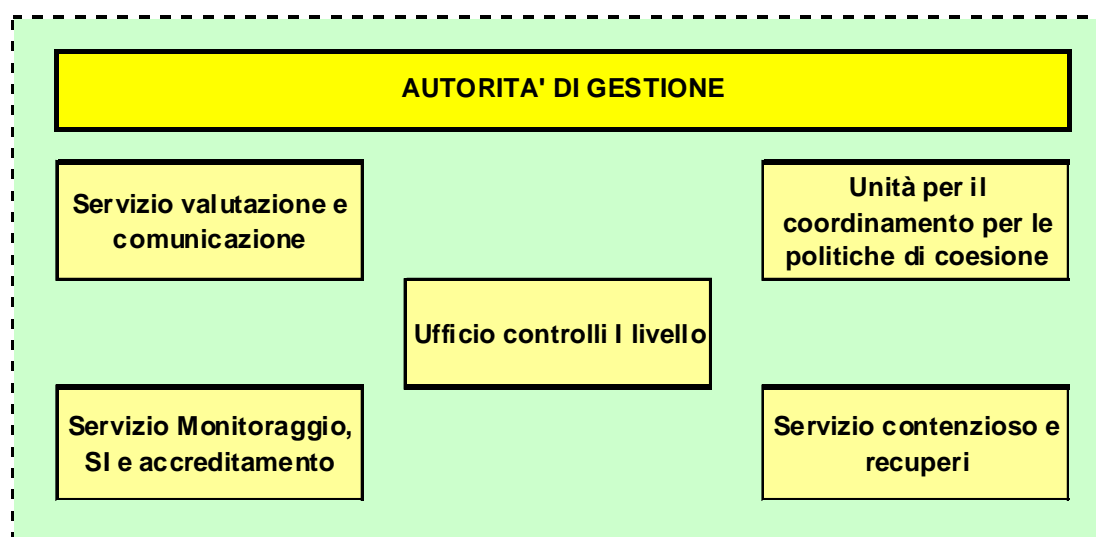 AUTORITA' DI GESTIONE
Servizio valutazione e
comunicazione
Unità per il
coordinamento per le
politiche di coesione
Ufficio controlli I livello
Servizio Monitoraggio,
SI e accreditamento
Servizio contenzioso e
recuperi